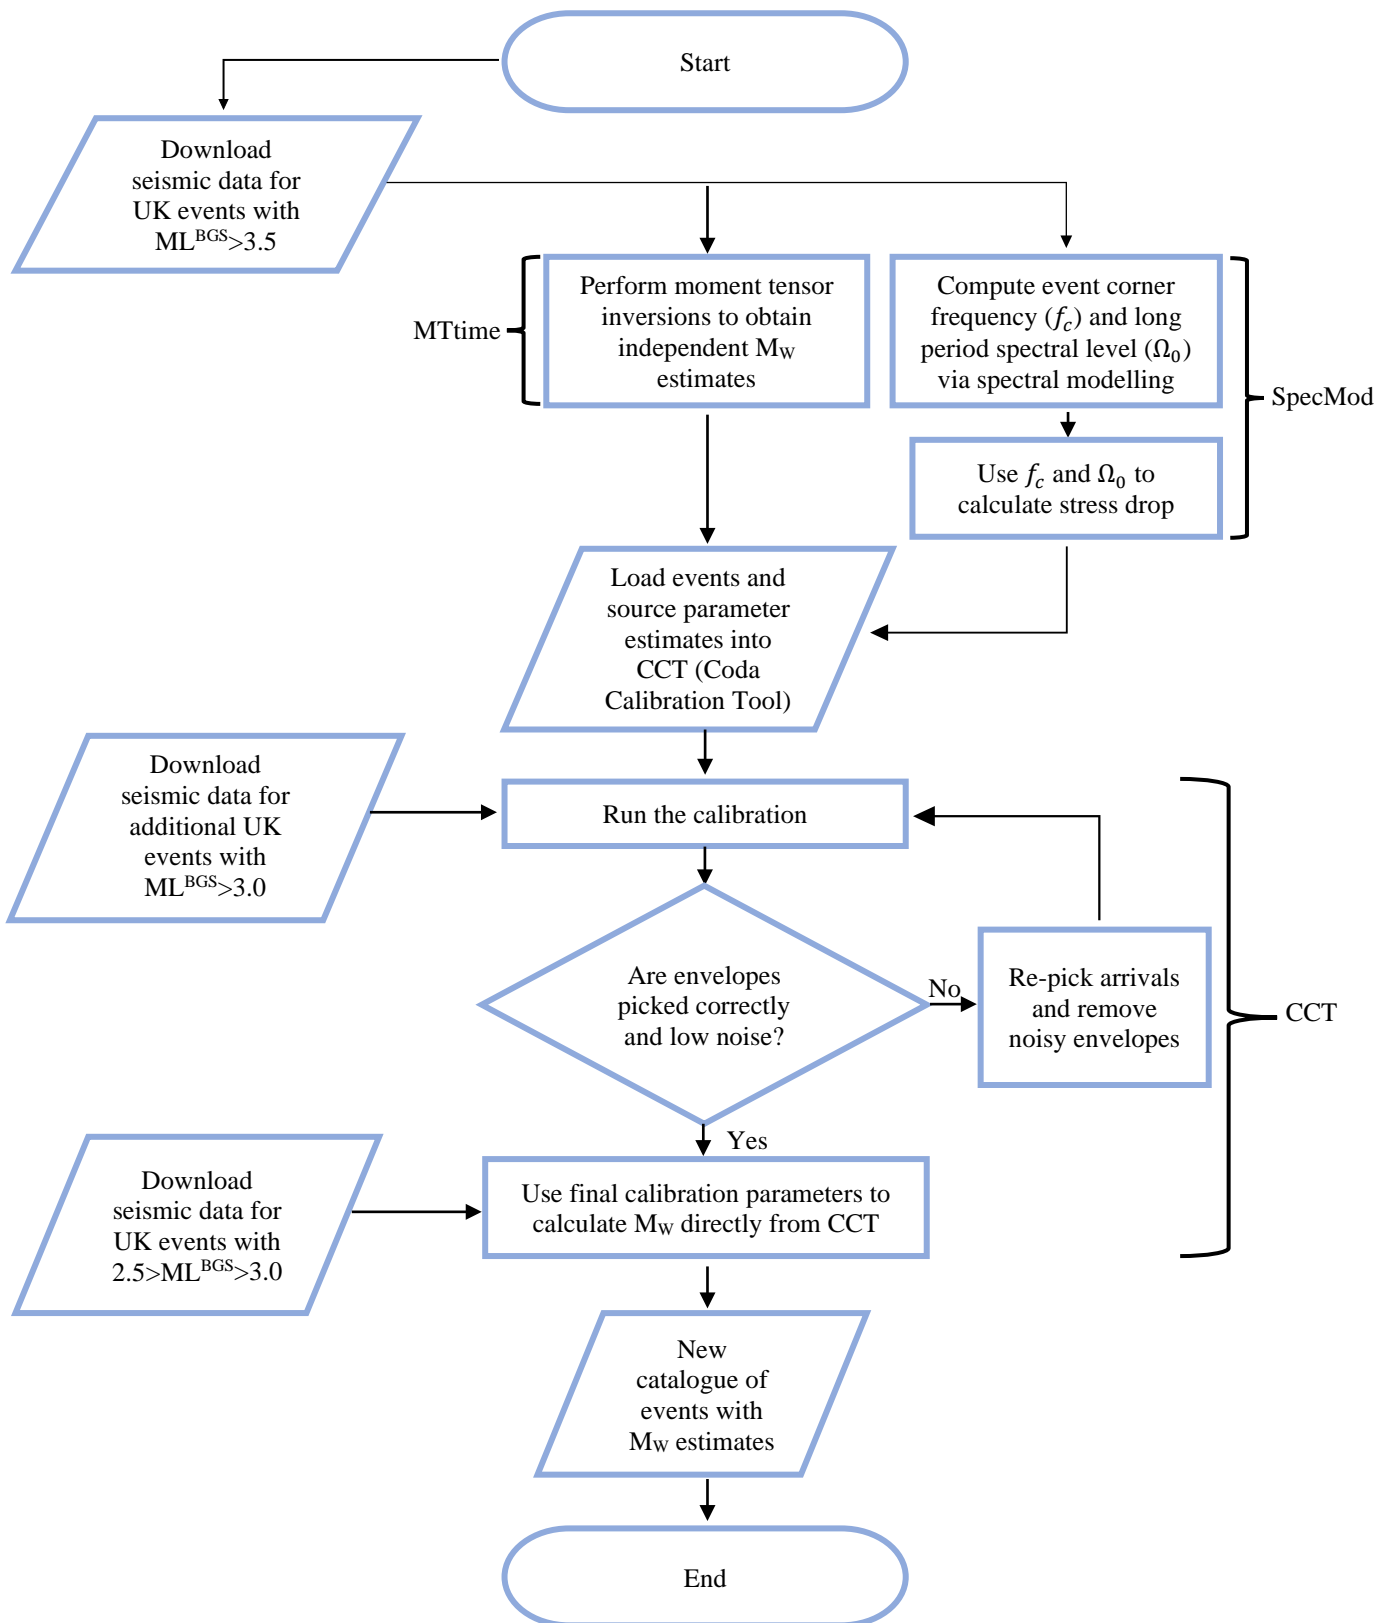 Start
Download
seismic data for
UK events with
ML^BGS>3.5
MTtime
Perform moment tensor
inversions to obtain
independent M_W
estimates
Compute event corner
frequency (f_c) and long
period spectral level (Ω_0)
via spectral modelling
SpecMod
Use f_c and Ω_0 to
calculate stress drop
Load events and
source parameter
estimates into
CCT (Coda
Calibration Tool)
Download
seismic data for
additional UK
events with
ML^BGS>3.0
Run the calibration
Are envelopes
picked correctly
and low noise?
No
Re-pick arrivals
and remove
noisy envelopes
CCT
Yes
Download
seismic data for
UK events with
2.5>ML^BGS>3.0
Use final calibration parameters to
calculate M_W directly from CCT
New
catalogue of
events with
M_W estimates
End